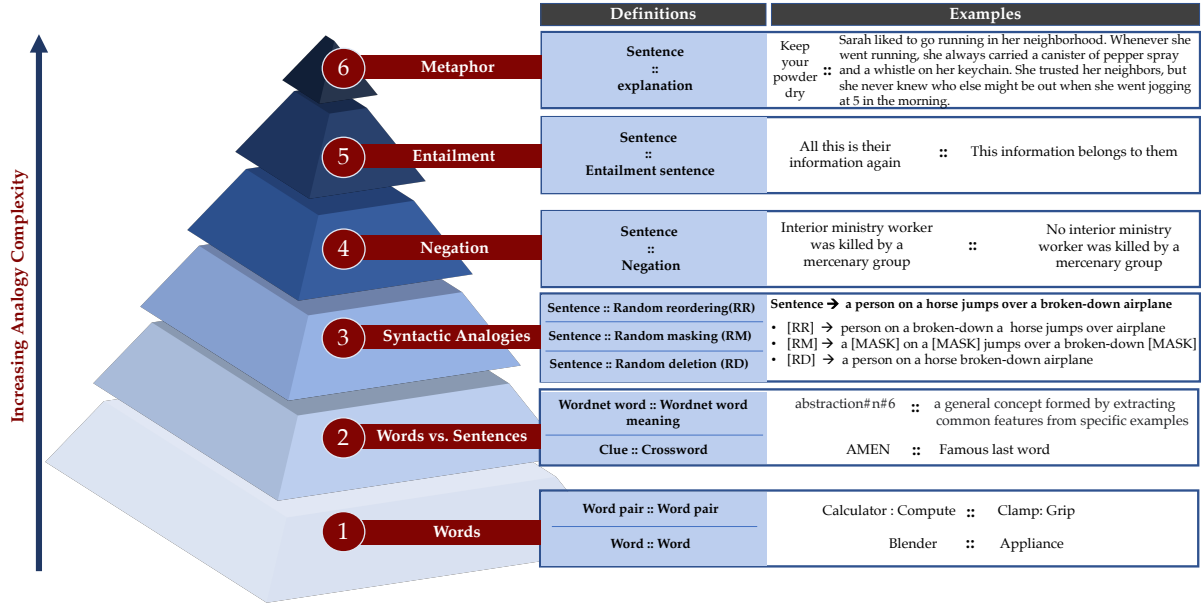 Definitions
Examples
Increasing Analogy Complexity
6
Metaphor
Sentence
::
explanation
Keep
your
powder
dry
::
Sarah liked to go running in her neighborhood. Whenever she
went running, she always carried a canister of pepper spray
and a whistle on her keychain. She trusted her neighbors, but
she never knew who else might be out when she went jogging
at 5 in the morning.
5
Entailment
Sentence
::
Entailment sentence
All this is their
information again
::
This information belongs to them
4
Negation
Sentence
::
Negation
Interior ministry worker
was killed by a
mercenary group
::
No interior ministry
worker was killed by a
mercenary group
3
Syntactic Analogies
Sentence :: Random reordering(RR)
Sentence :: Random masking (RM)
Sentence :: Random deletion (RD)
Sentence → a person on a horse jumps over a broken-down airplane
• [RR] → person on a broken-down a horse jumps over airplane
• [RM] → a [MASK] on a [MASK] jumps over a broken-down [MASK]
• [RD] → a person on a horse broken-down airplane
2
Words vs. Sentences
Wordnet word :: Wordnet word
meaning
Clue :: Crossword
abstraction#n#6 :: a general concept formed by extracting
common features from specific examples
AMEN :: Famous last word
1
Words
Word pair :: Word pair
Word :: Word
Calculator : Compute :: Clamp: Grip
Blender :: Appliance